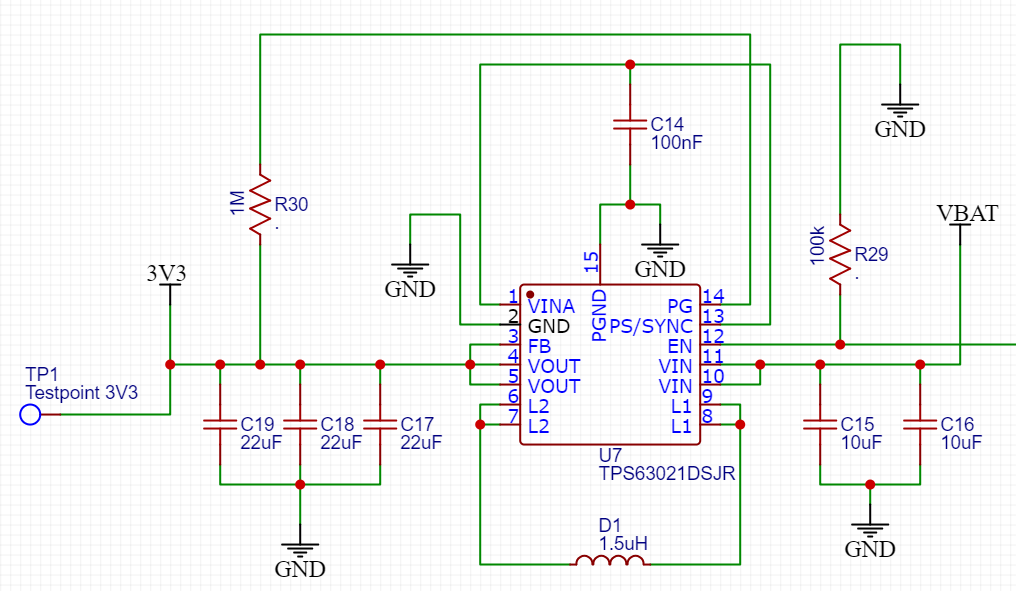 C14
100nF
GND
1M
R30
.
100k
R29
.
VBAT
15
GND
3V3
GND
1
VINA
PGND
PG
14
2
GND
PS/SYNC
13
3
FB
EN
12
4
VOUT
VIN
11
5
VOUT
VIN
10
6
L2
L1
9
7
L2
L1
8
TP1
Testpoint 3V3
C19
22uF
C18
22uF
C17
22uF
C15
10uF
C16
10uF
U7
TPS63021DSJR
D1
1.5uH
GND
GND